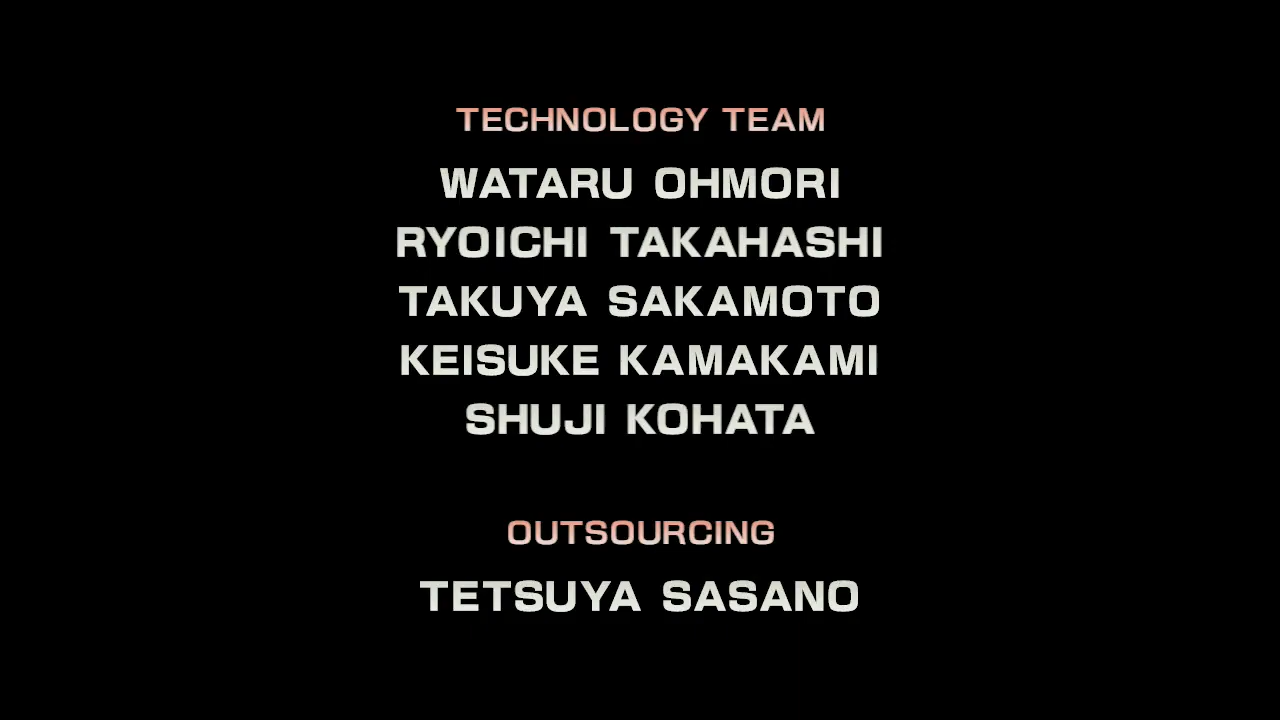 TECHNOLOGY TEAM
WATARU OHMORI
RYOICHI TAKAHASHI
TAKUYA SAKAMOTO
KEISUKE KAMAKAMI
SHUJI KOHATA
OUTSOURCING
TETSUYA SASANO